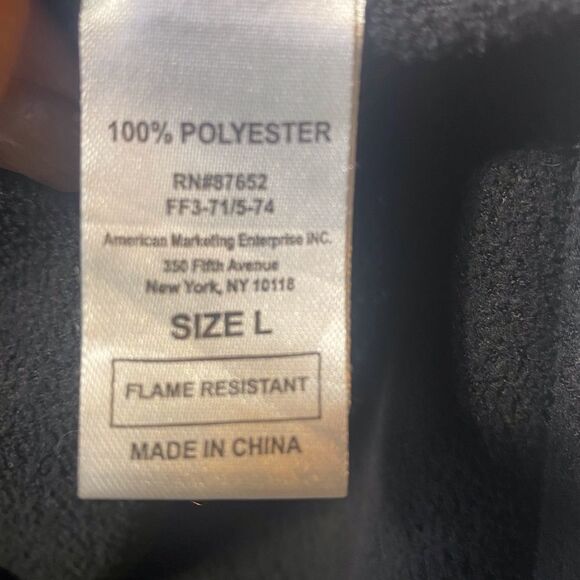 100% POLYESTER
RN#87652
FF3-71/5-74
American Marketing Enterprise INC.
350 Fifth Avenue
New York, NY 10118
SIZE L
FLAME RESISTANT
MADE IN CHINA